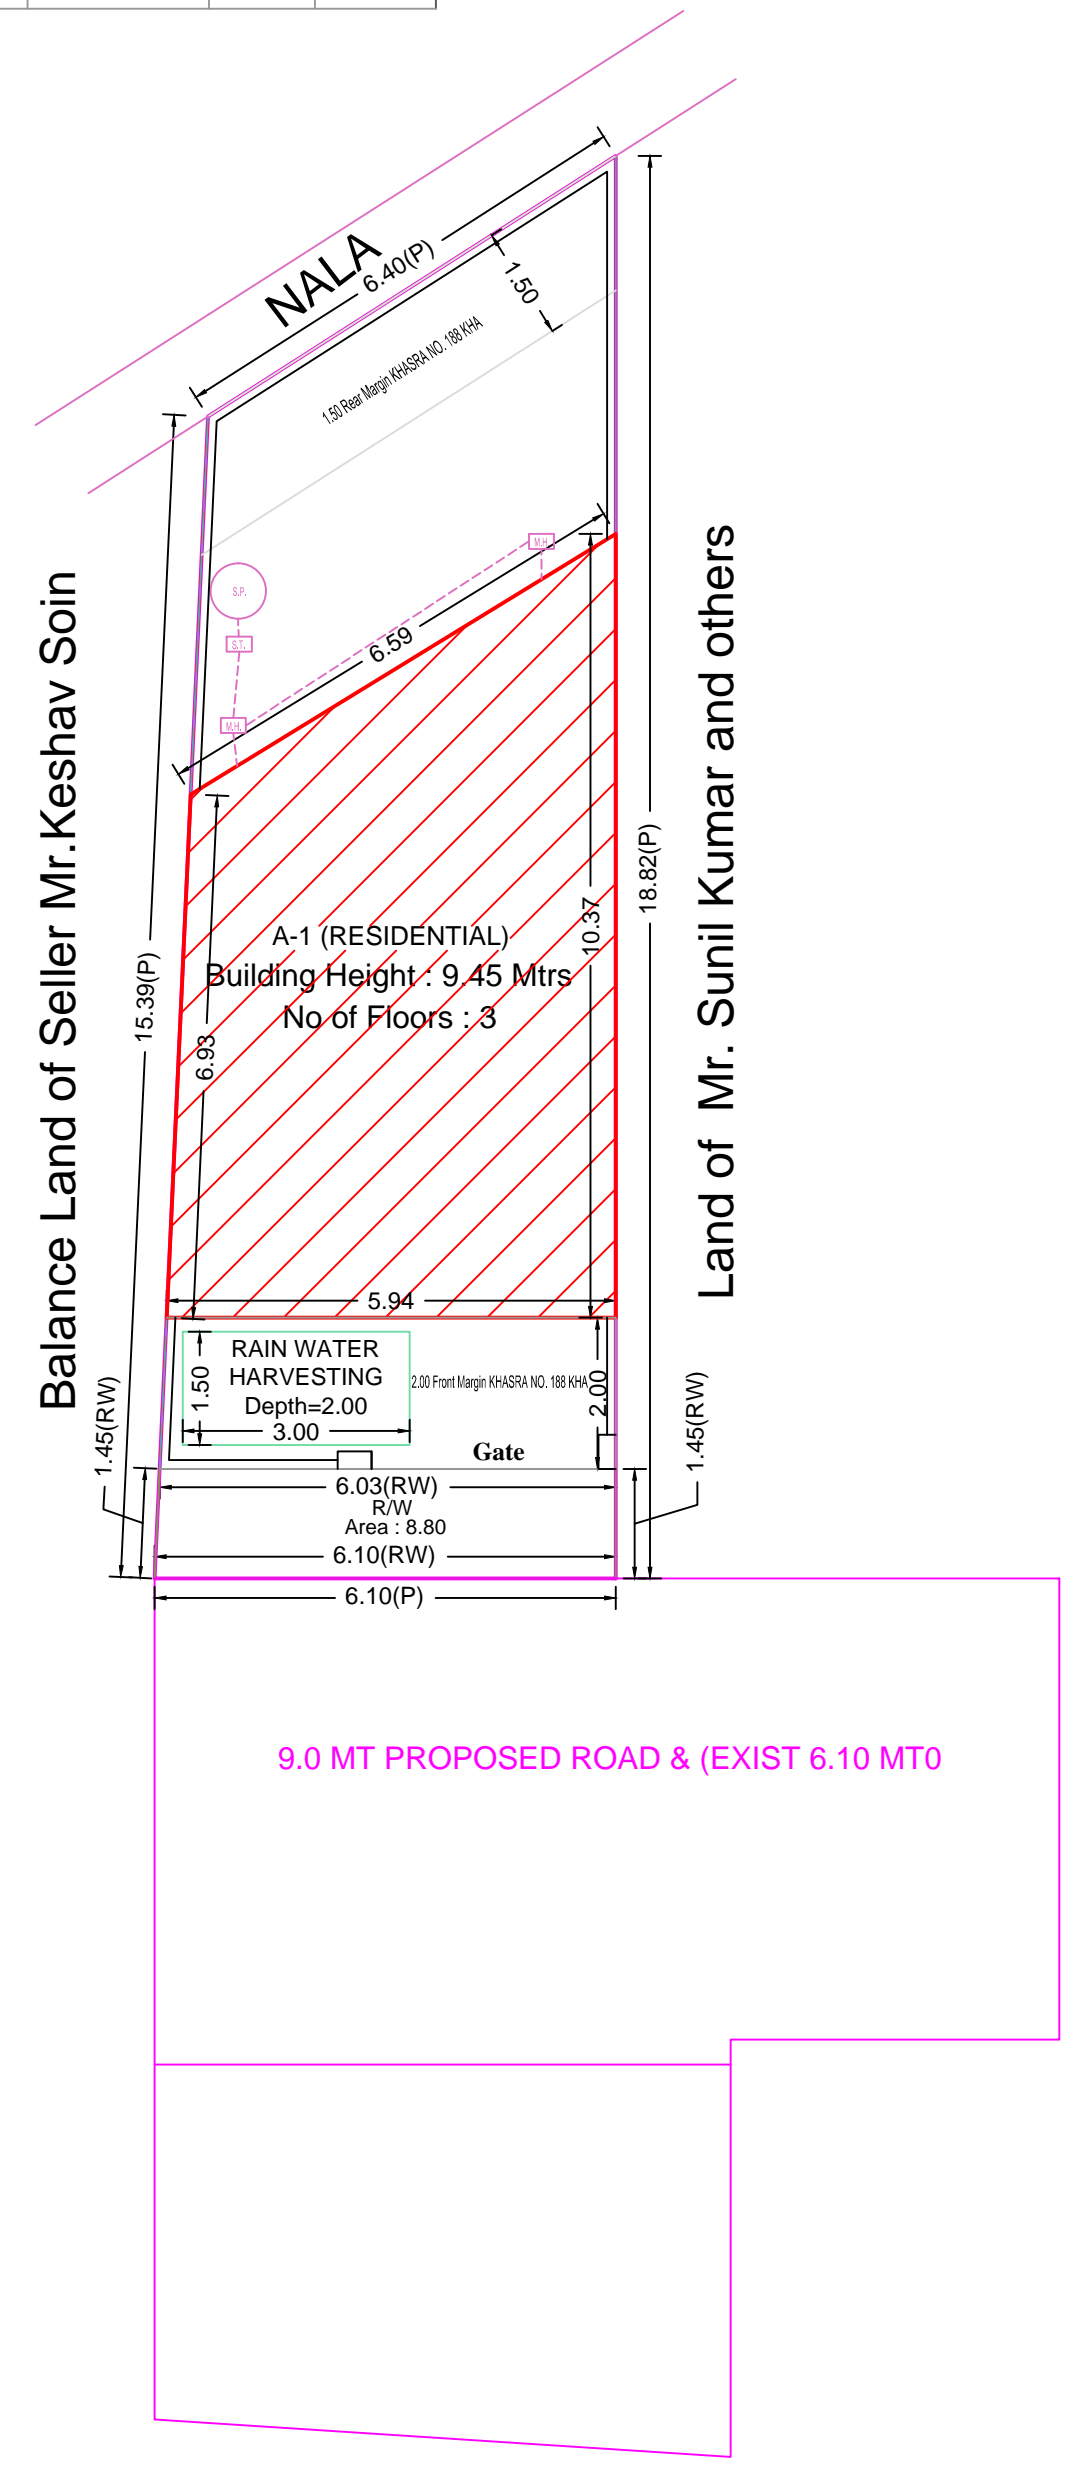 NALA
6.40(P)
1.50
1.50 Rear Margin KHASRA NO. 188 KHA
M.H.
S.P.
S.T.
6.59
M.H.
Balance Land of Seller Mr.Keshav Soin
Land of Mr. Sunil Kumar and others
18.82(P)
10.37
15.39(P)
A-1 (RESIDENTIAL)
Building Height : 9.45 Mtrs
No of Floors : 3
6.93
5.94
RAIN WATER
HARVESTING
Depth=2.00
1.50
3.00
2.00 Front Margin KHASRA NO. 188 KHA
2.00
1.45(RW)
1.45(RW)
Gate
6.03(RW)
R/W
Area : 8.80
6.10(RW)
6.10(P)
9.0 MT PROPOSED ROAD & (EXIST 6.10 MT0